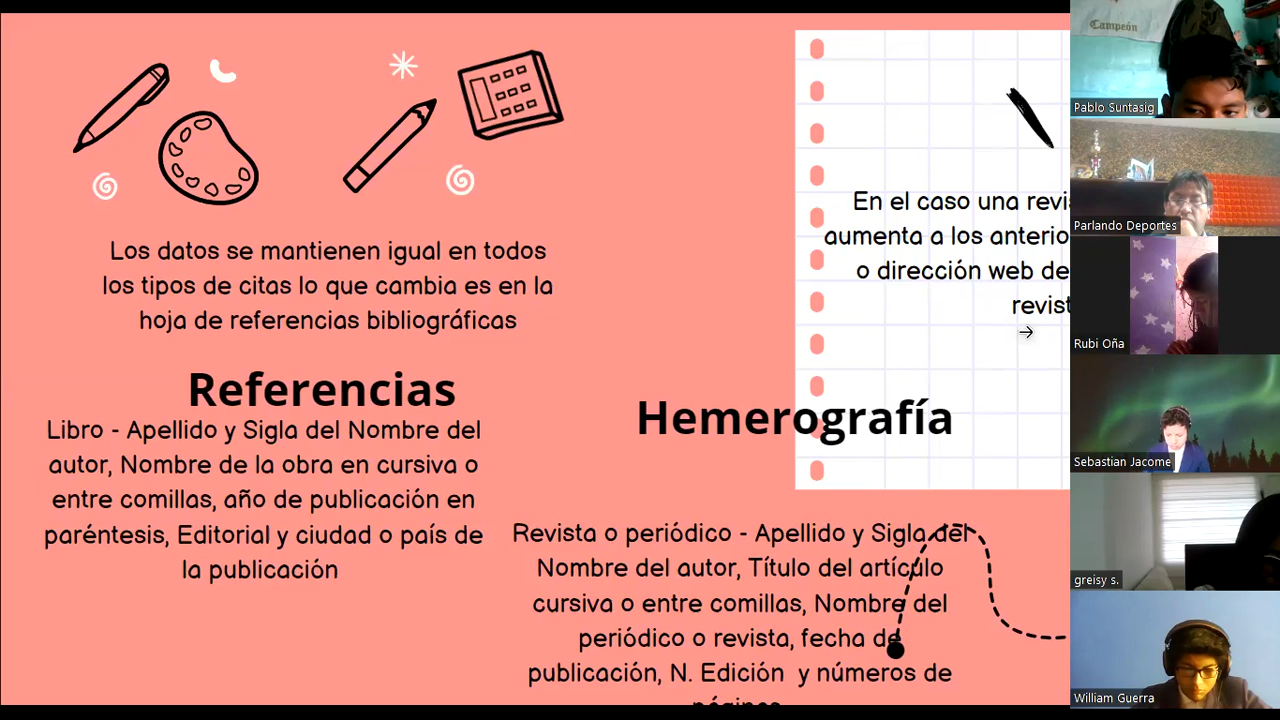 Los datos se mantienen igual en todos
los tipos de citas lo que cambia es en la
hoja de referencias bibliográficas
Referencias
Libro - Apellido y Sigla del Nombre del
autor, Nombre de la obra en cursiva o
entre comillas, año de publicación en
paréntesis, Editorial y ciudad o país de
la publicación
Hemerografía
Revista o periódico - Apellido y Sigla del
Nombre del autor, Título del artículo
cursiva o entre comillas, Nombre del
periódico o revista, fecha de
publicación, N. Edición y números de
páginas
En el caso una revis
aumenta a los anterio
o dirección web de
revist
Campeón
Pablo Suntasig
Parlando Deportes
Rubi Oña
Sebastian Jacome
greisy s.
William Guerra